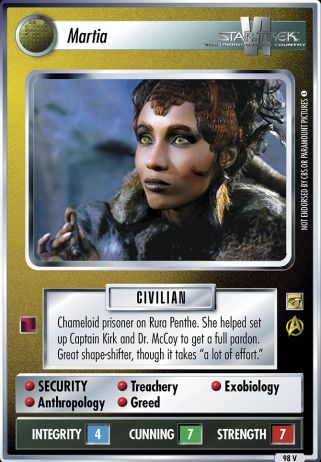 Martia
STAR TREK VI
THE UNDISCOVERED COUNTRY
NOT ENDORSED BY CBS OR PARAMOUNT PICTURES
CIVILIAN
Chameloid prisoner on Rura Penthe. She helped set
up Captain Kirk and Dr. McCoy to get a full pardon.
Great shape-shifter, though it takes "a lot of effort."
SECURITY Treachery Exobiology
Anthropology Greed
INTEGRITY 4 CUNNING 7 STRENGTH 7
98 V